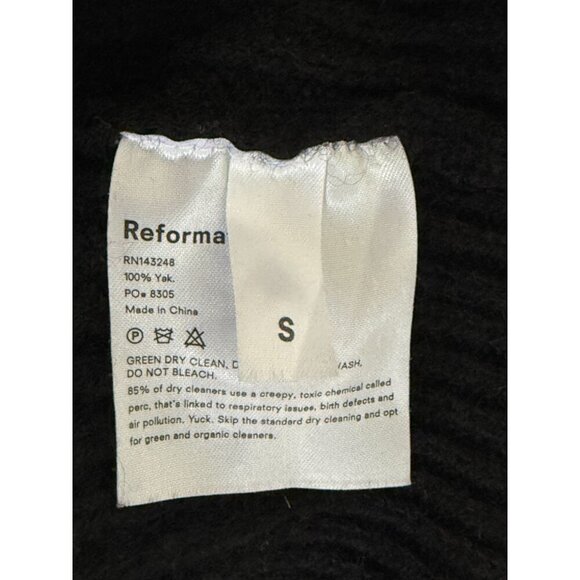 Reforma
RN143248
100% Yak.
PO# 8305
Made in China
S
P
GREEN DRY CLEAN, D WASH.
DO NOT BLEACH.
85% of dry cleaners use a creepy, toxic chemical called
perc, that's linked to respiratory issues, birth defects and
air pollution. Yuck. Skip the standard dry cleaning and opt
for green and organic cleaners.